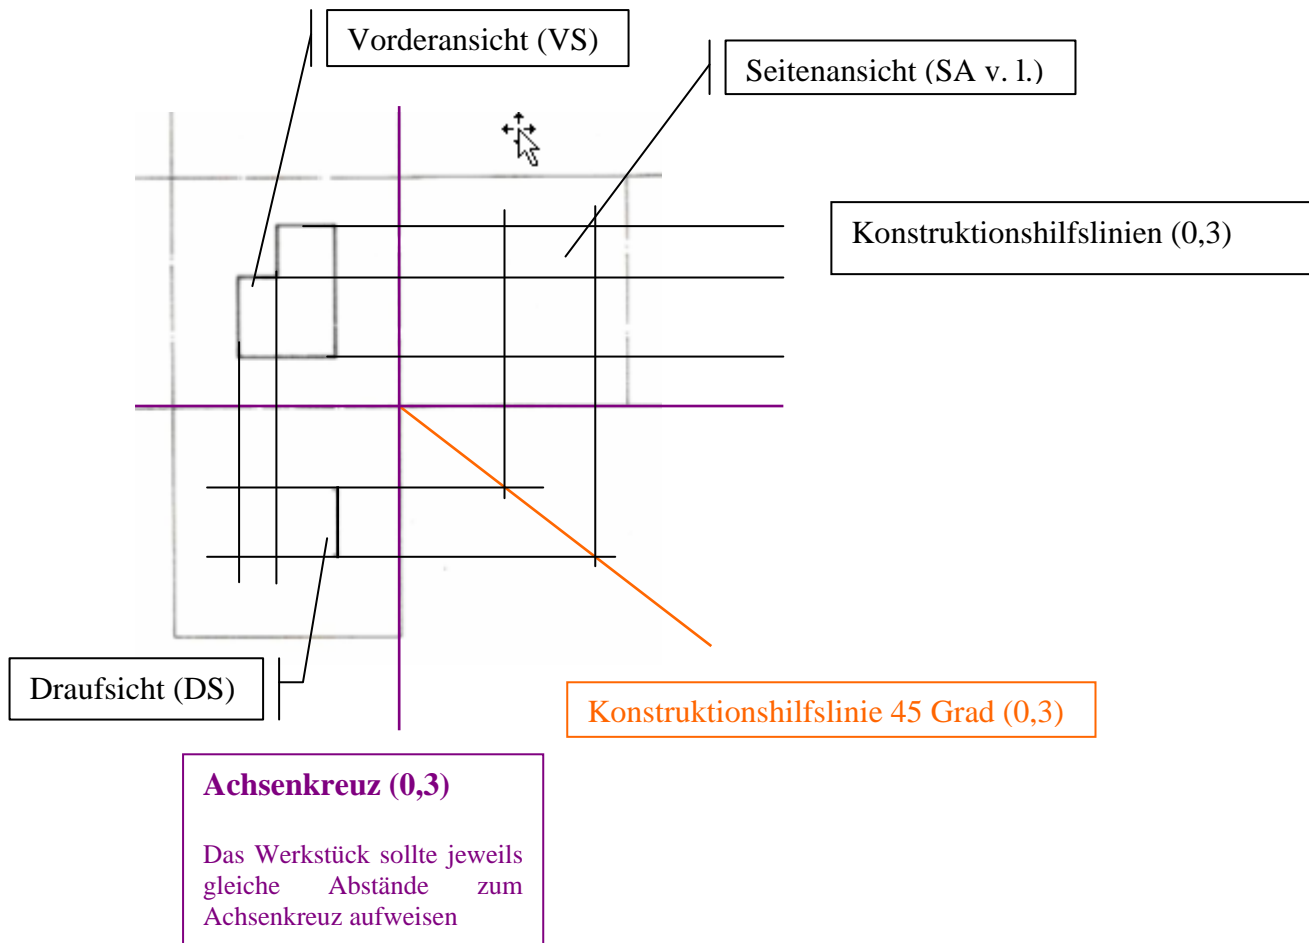 Vorderansicht (VS)
Seitenansicht (SA v. l.)
Konstruktionshilfslinien (0,3)
Draufsicht (DS)
Konstruktionshilfslinie 45 Grad (0,3)
Achsenkreuz (0,3)
Das Werkstück sollte jeweils
gleiche Abstände zum
Achsenkreuz aufweisen